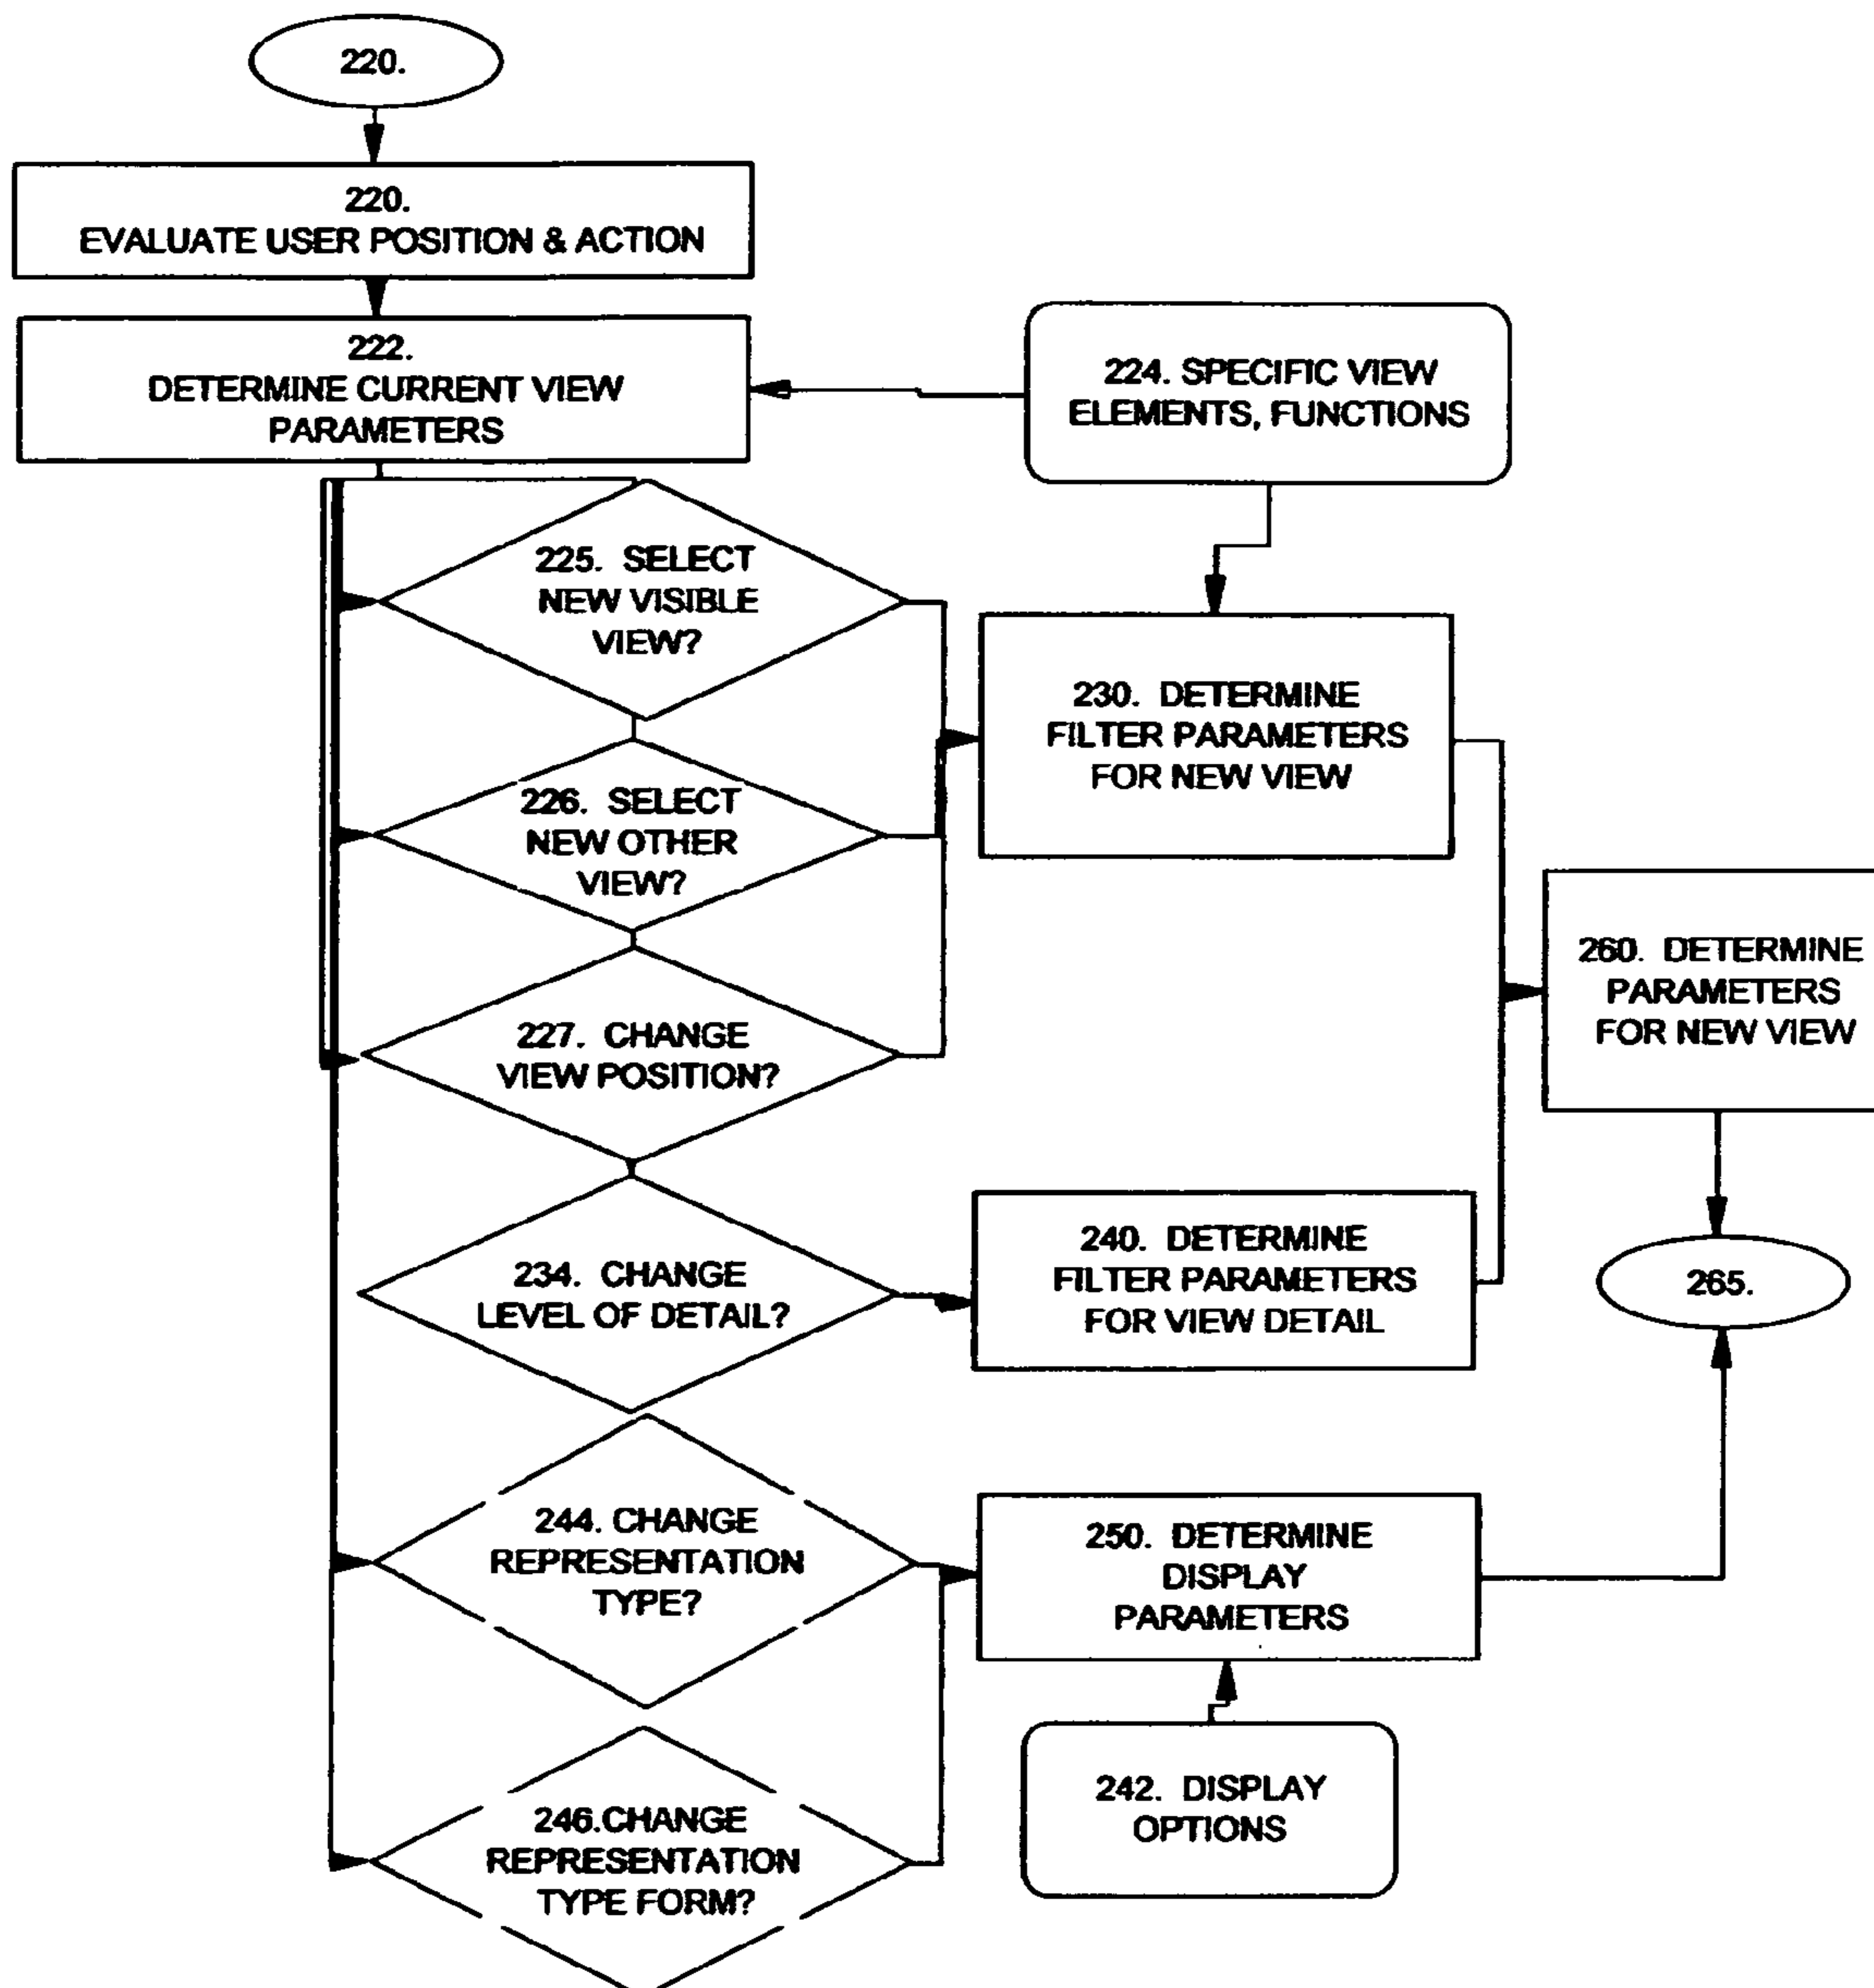 220.
220.
EVALUATE USER POSITION & ACTION
222.
DETERMINE CURRENT VIEW
PARAMETERS
224. SPECIFIC VIEW
ELEMENTS, FUNCTIONS
225. SELECT
NEW VISIBLE
VIEW?
230. DETERMINE
FILTER PARAMETERS
FOR NEW VIEW
226. SELECT
NEW OTHER
VIEW?
260. DETERMINE
PARAMETERS
FOR NEW VIEW
227. CHANGE
VIEW POSITION?
234. CHANGE
LEVEL OF DETAIL?
240. DETERMINE
FILTER PARAMETERS
FOR VIEW DETAIL
265.
244. CHANGE
REPRESENTATION
TYPE?
250. DETERMINE
DISPLAY
PARAMETERS
242. DISPLAY
OPTIONS
246.CHANGE
REPRESENTATION
TYPE FORM?